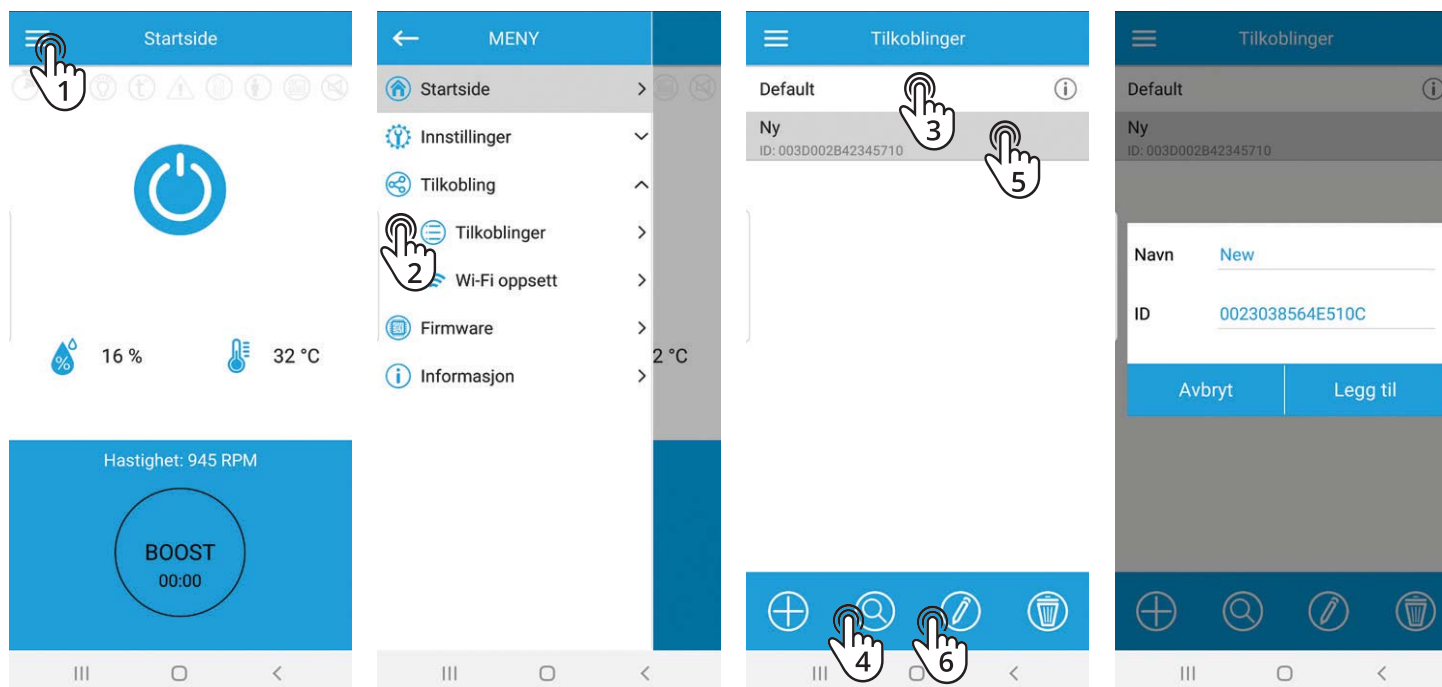 Startside
1
16 %
32 °C
Hastighet: 945 RPM
BOOST
00:00
MENY
Startside
Innstillinger
Tilkobling
Tilkoblinger
2
Wi-Fi oppsett
Firmware
Informasjon
2 °C
Tilkoblinger
Default
3
Ny
ID: 003D002B42345710
5
4
6
Tilkoblinger
Default
Ny
ID: 003D002B42345710
Navn New
ID 0023038564E510C
Avbryt Legg til